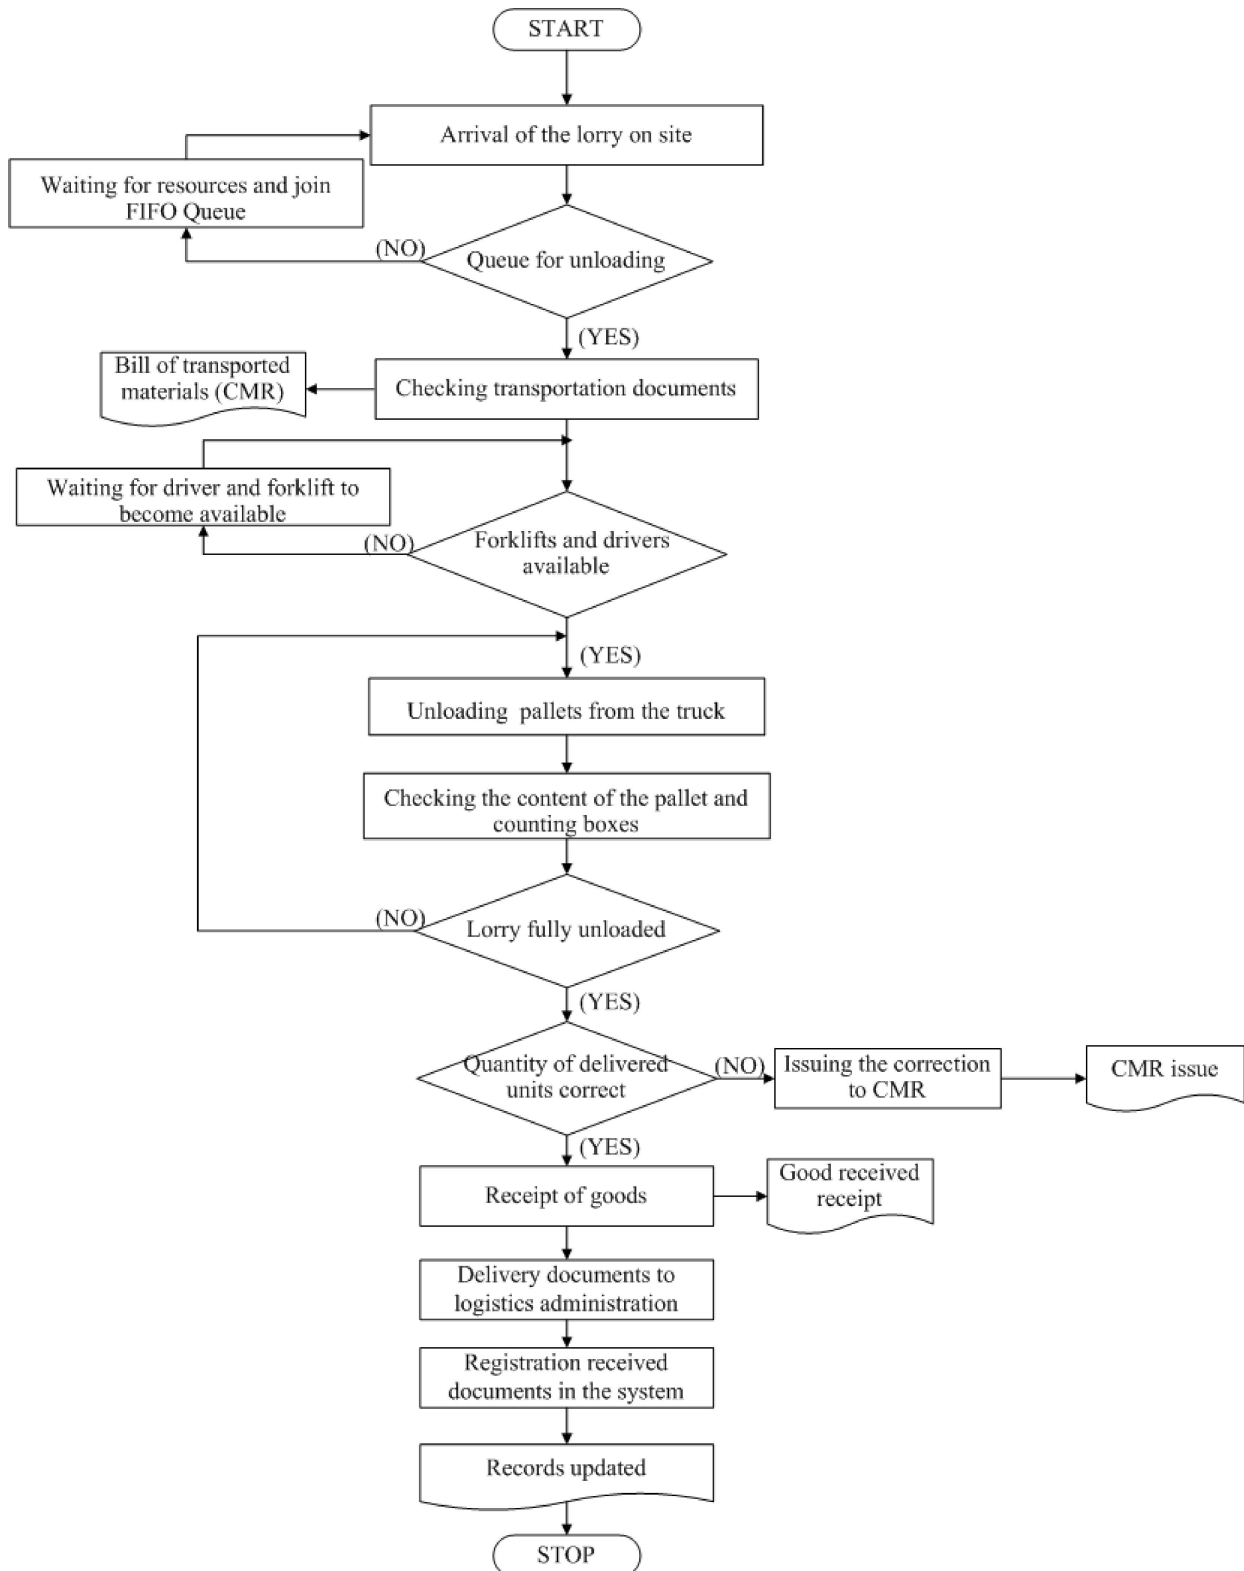 START
Arrival of the lorry on site
Waiting for resources and join
FIFO Queue
(NO)
Queue for unloading
(YES)
Bill of transported
materials (CMR)
Checking transportation documents
Waiting for driver and forklift to
become available
(NO)
Forklifts and drivers
available
(YES)
Unloading pallets from the truck
Checking the content of the pallet and
counting boxes
(NO)
Lorry fully unloaded
(YES)
Quantity of delivered
units correct
(NO)
Issuing the correction
to CMR
CMR issue
(YES)
Receipt of goods
Good received
receipt
Delivery documents to
logistics administration
Registration received
documents in the system
Records updated
STOP